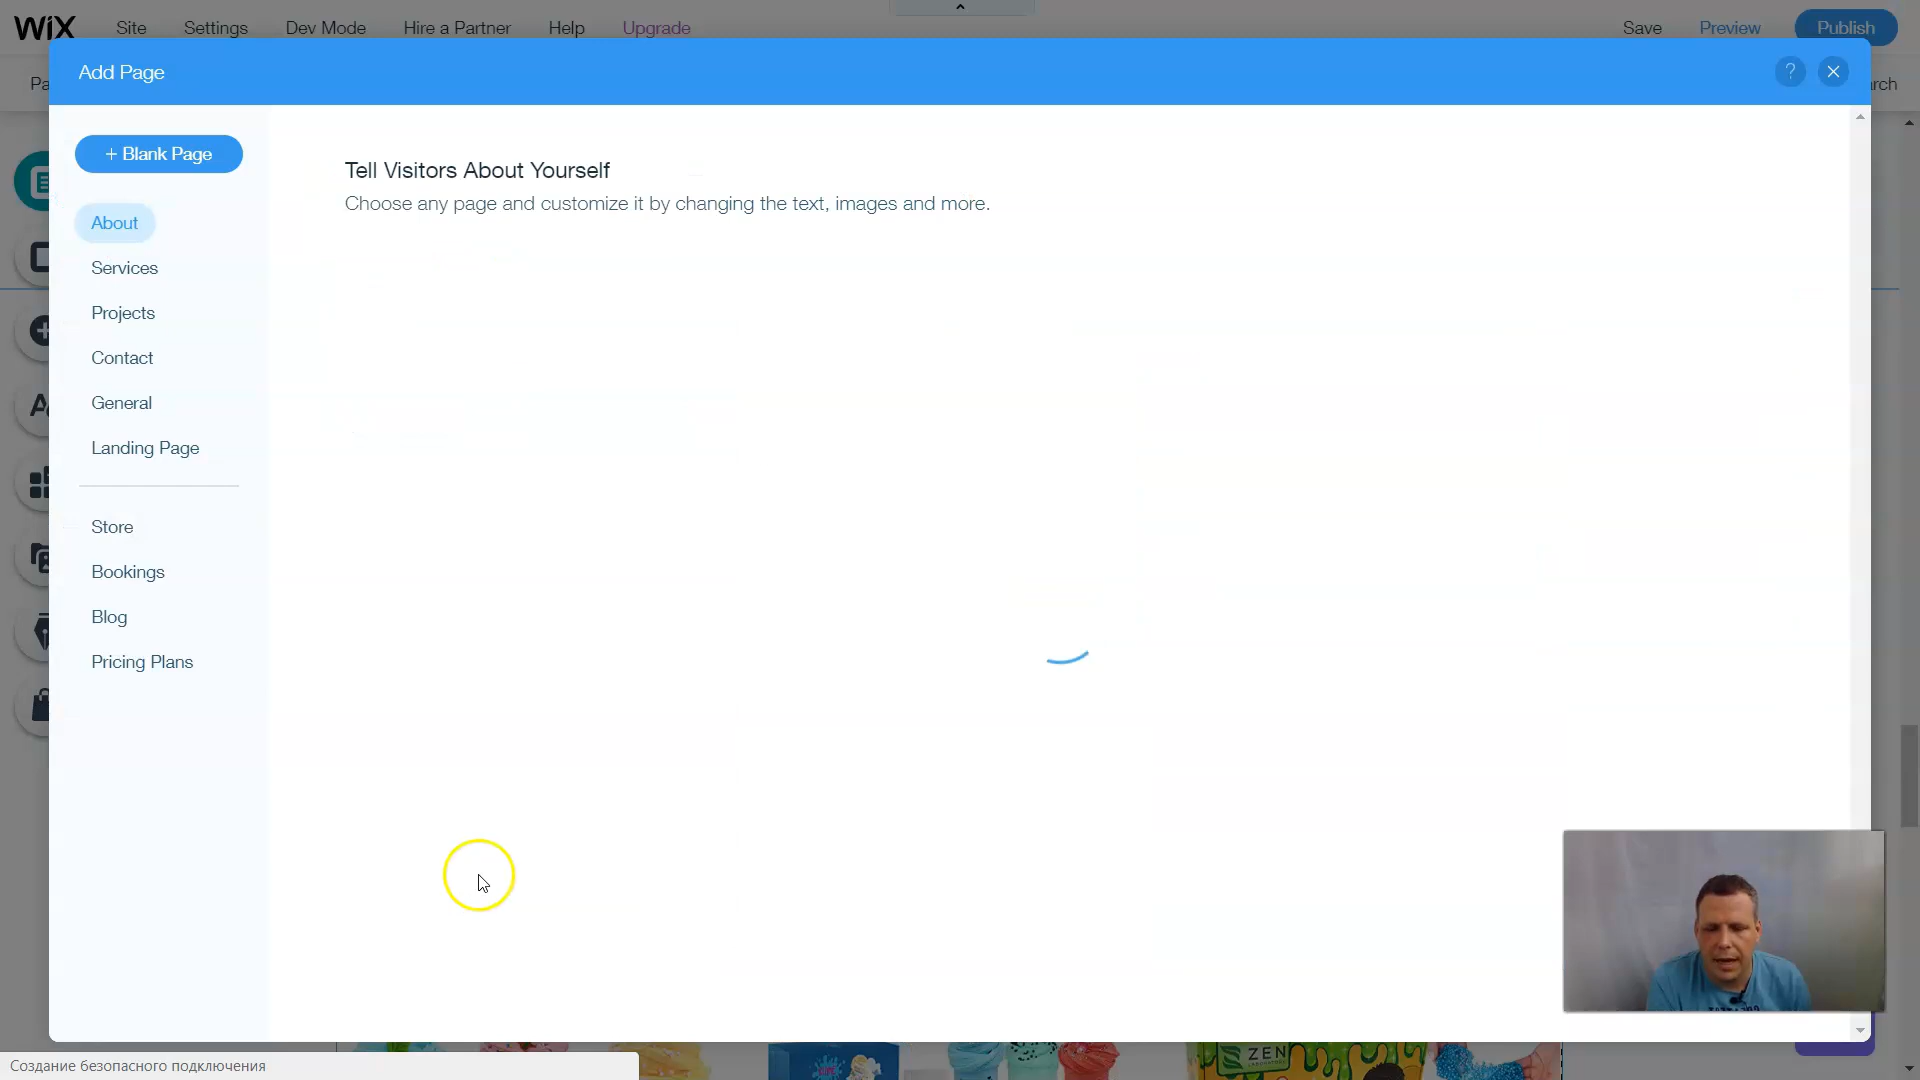 WiX
Site
Settings
Dev Mode
Hire a Partner
Help
Upgrade
Save
Preview
Publish
Add Page
?
+ Blank Page
About
Services
Projects
Contact
General
Landing Page
Store
Bookings
Blog
Pricing Plans
Tell Visitors About Yourself
Choose any page and customize it by changing the text, images and more.
ZEN
Создание безопасного подключения